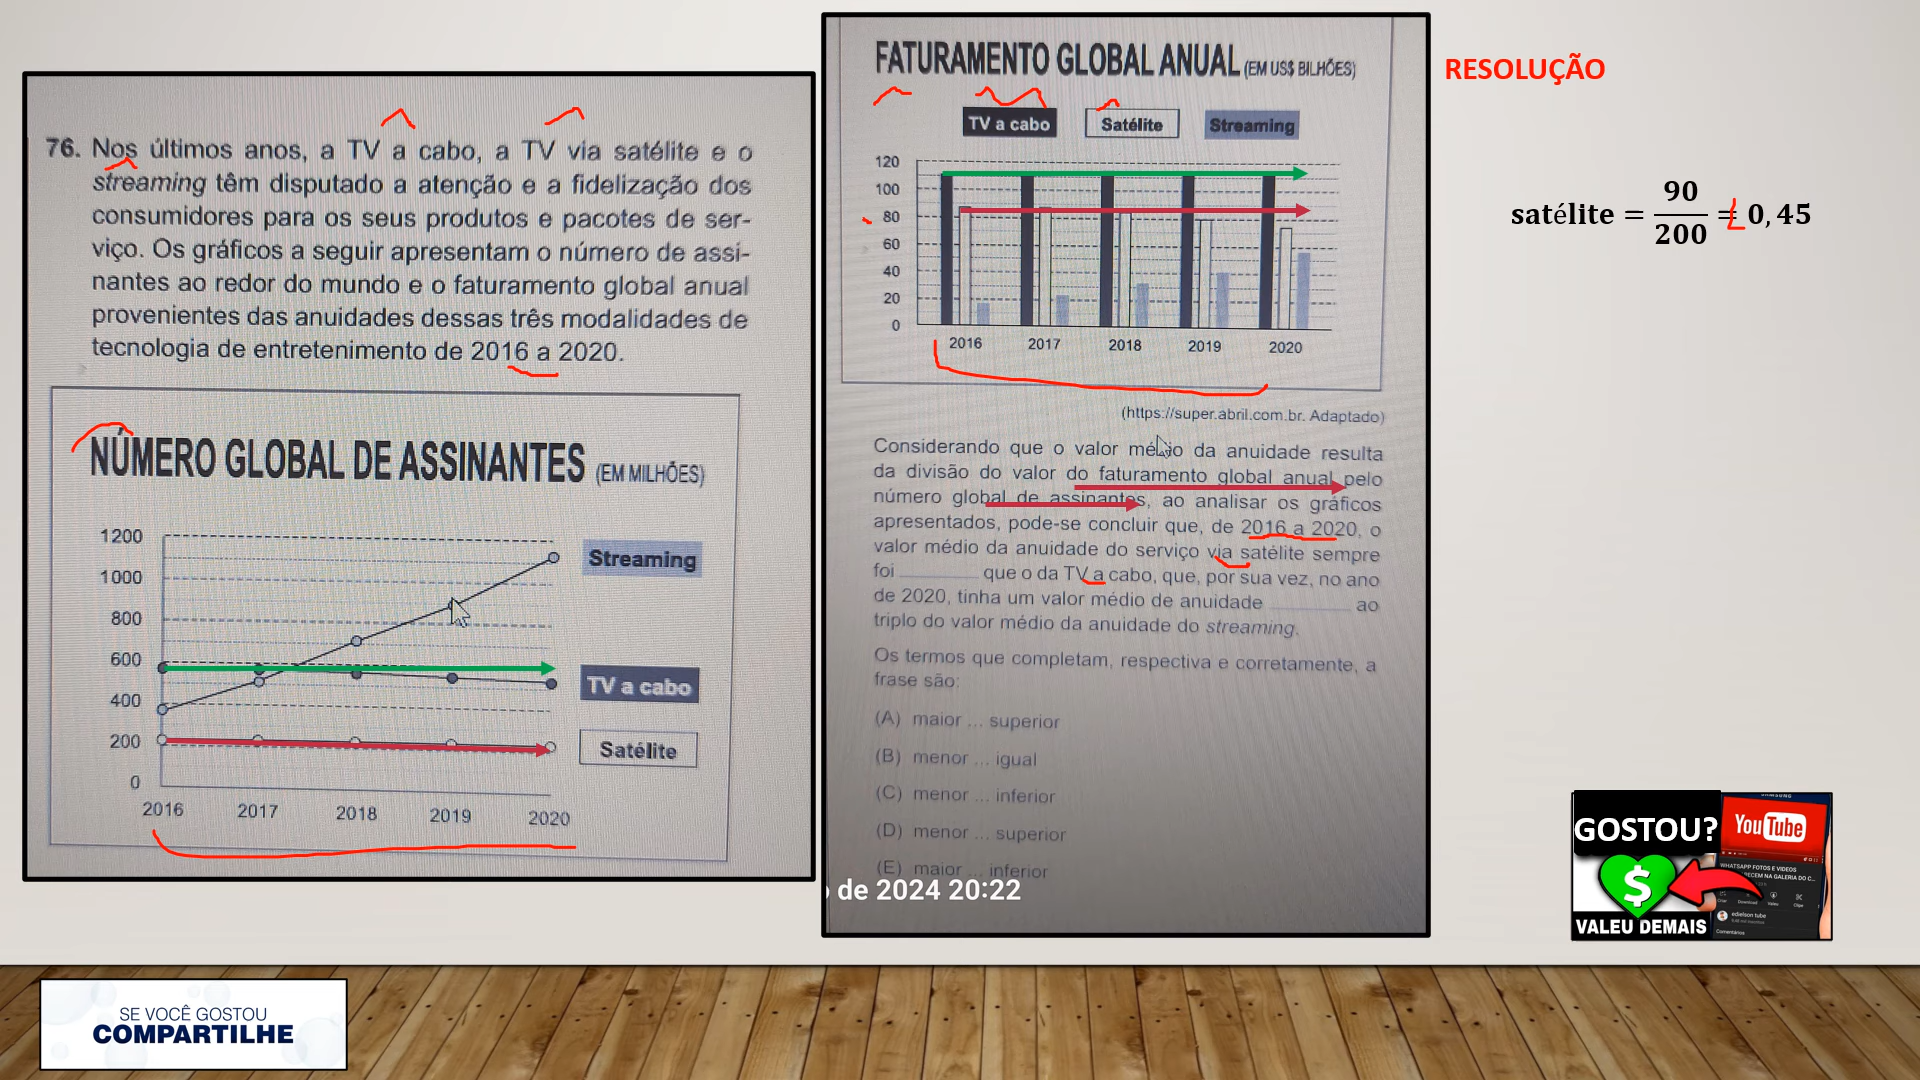 76. Nos últimos anos, a TV a cabo, a TV via satélite e o
streaming têm disputado a atenção e a fidelização dos
consumidores para os seus produtos e pacotes de ser-
viço. Os gráficos a seguir apresentam o número de assi-
nantes ao redor do mundo e o faturamento global anual
provenientes das anuidades dessas três modalidades de
tecnologia de entretenimento de 2016 a 2020.
NÚMERO GLOBAL DE ASSINANTES (EM MILHÕES)
1200
1000
800
600
400
200
0
2016 2017 2018 2019 2020
Streaming
TV a cabo
Satélite
FATURAMENTO GLOBAL ANUAL (EM US$ BILHÕES)
TV a cabo Satélite Streaming
120
100
80
60
40
20
0
2016 2017 2018 2019 2020
(https://super.abril.com.br. Adaptado)
Considerando que o valor médio da anuidade resulta
da divisão do valor do faturamento global anual pelo
número global de assinantes, ao analisar os gráficos
apresentados, pode-se concluir que, de 2016 a 2020, o
valor médio da anuidade do serviço via satélite sempre
foi ________ que o da TV a cabo, que, por sua vez, no ano
de 2020, tinha um valor médio de anuidade ________ ao
triplo do valor médio da anuidade do streaming.
Os termos que completam, respectiva e corretamente, a
frase são:
(A) maior ... superior
(B) menor ... igual
(C) menor ... inferior
(D) menor ... superior
(E) maior ... inferior
de 2024 20:22
RESOLUÇÃO
satélite = 90/200 = 0,45
GOSTOU?
VALEU DEMAIS
YouTube
WHATSAPP FOTOS E VIDEOS
edielson tube
SE VOCÊ GOSTOU
COMPARTILHE